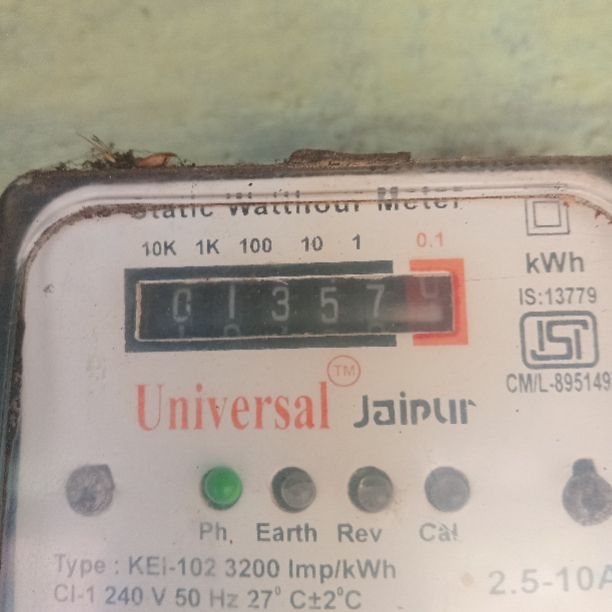 Static Watthour Meter
10K 1K 100 10 1 0.1
kWh
0 1 3 5 7
IS:13779
ISI
CM/L-895149
Universal TM Jaipur
Ph. Earth Rev Cal
Type : KEI-102 3200 Imp/kWh
2.5-10A
Cl-1 240 V 50 Hz 27° C±2°C